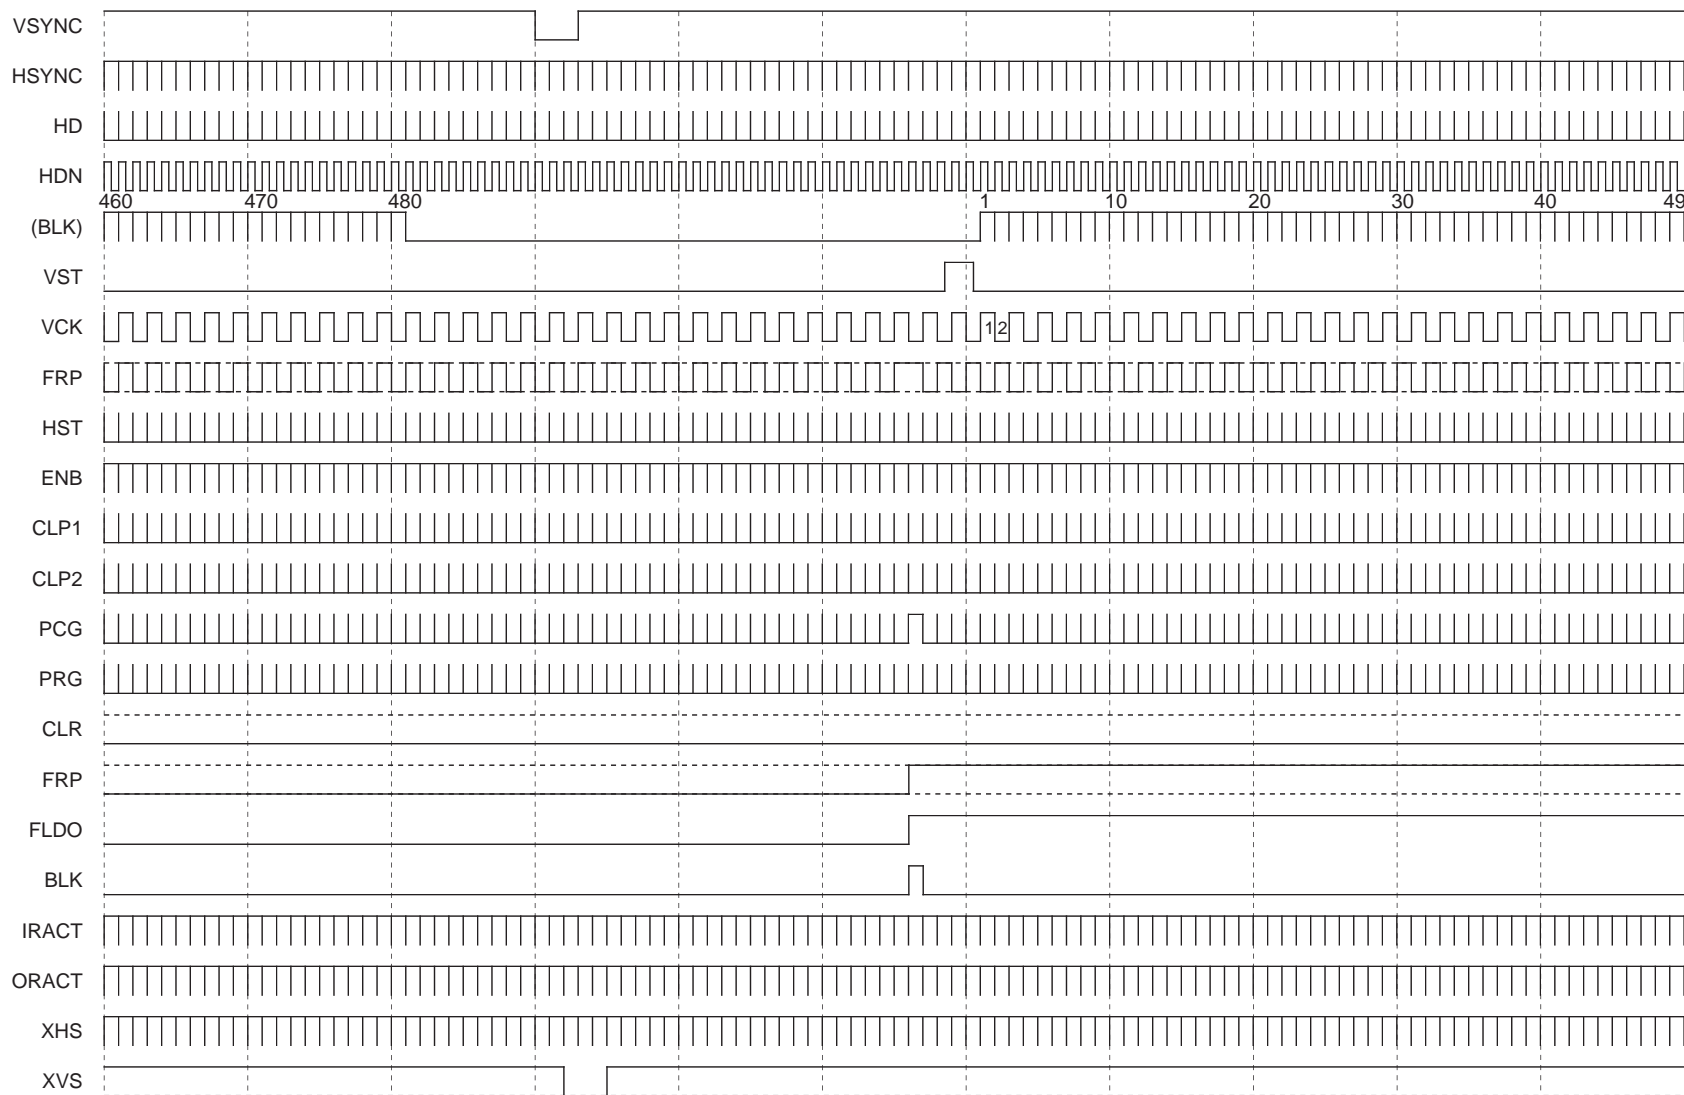 VSYNC
HSYNC
HD
HDN
460 470 480 1 10 20 30 40 49
(BLK)
VST
VCK 1 2
FRP
HST
ENB
CLP1
CLP2
PCG
PRG
CLR
FRP
FLDO
BLK
IRACT
ORACT
XHS
XVS